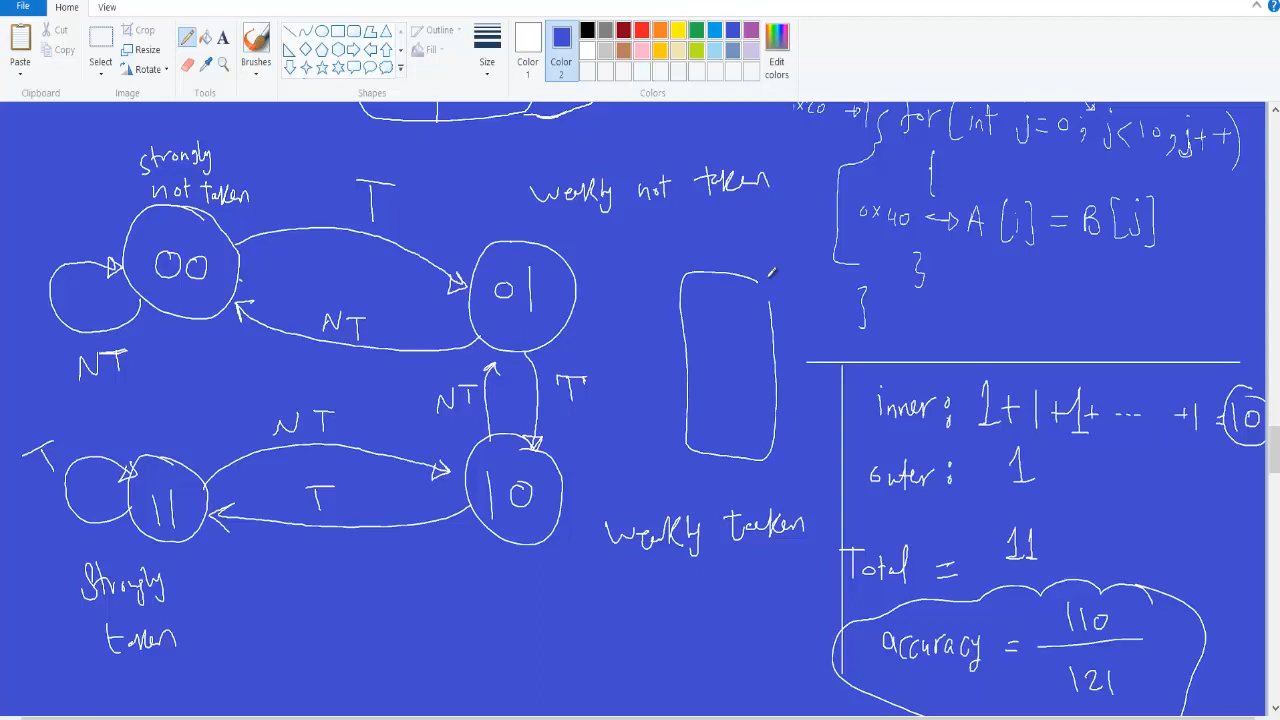 File
Home
View
Paste
Cut
Copy
Clipboard
Select
Crop
Resize
Rotate
Image
A
Tools
Brushes
Outline
Fill
Shapes
Size
Color
1
Color
2
Edit
colors
Colors
for(int j=0; j<10; j++)
{
0x40 A[i] = B[j]
}
}
strongly
not taken
T
weakly not taken
00
01
NT
NT
NT
T
NT
T
T
11
10
weakly taken
Strongly
taken
inner: 1+1+1+ ... +1 = 10
outer: 1
Total = 11
accuracy = 110
121